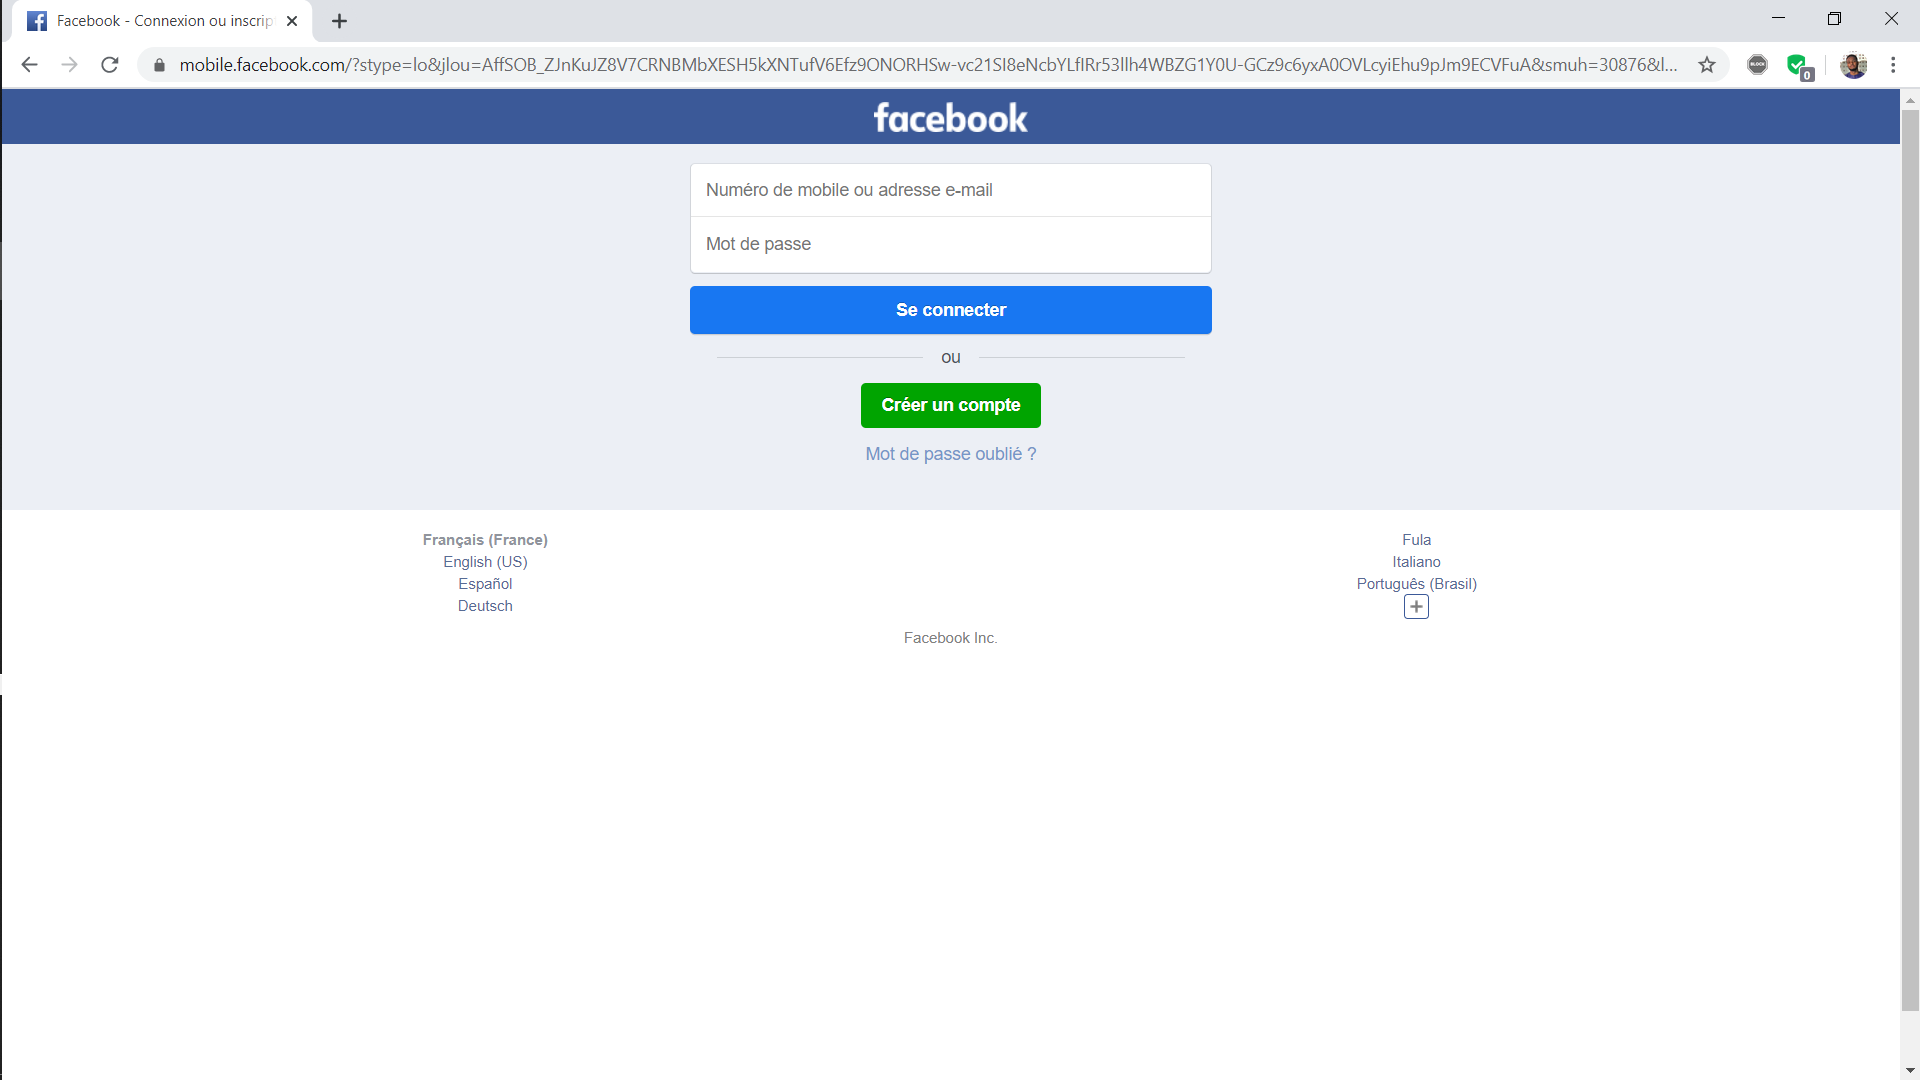 Facebook - Connexion ou inscrip
mobile.facebook.com/?stype=lo&jlou=AffSOB_ZJnKuJZ8V7CRNBMbXESH5kXNTufV6Efz9ONORHSw-vc21SI8eNcbYLfIRr53llh4WBZG1Y0U-GCz9c6yxA0OVLcyiEhu9pJm9ECVFuA&smuh=30876&l...
0
facebook
Numéro de mobile ou adresse e-mail
Mot de passe
Se connecter
ou
Créer un compte
Mot de passe oublié ?
Français (France)
English (US)
Español
Deutsch
Fula
Italiano
Português (Brasil)
Facebook Inc.